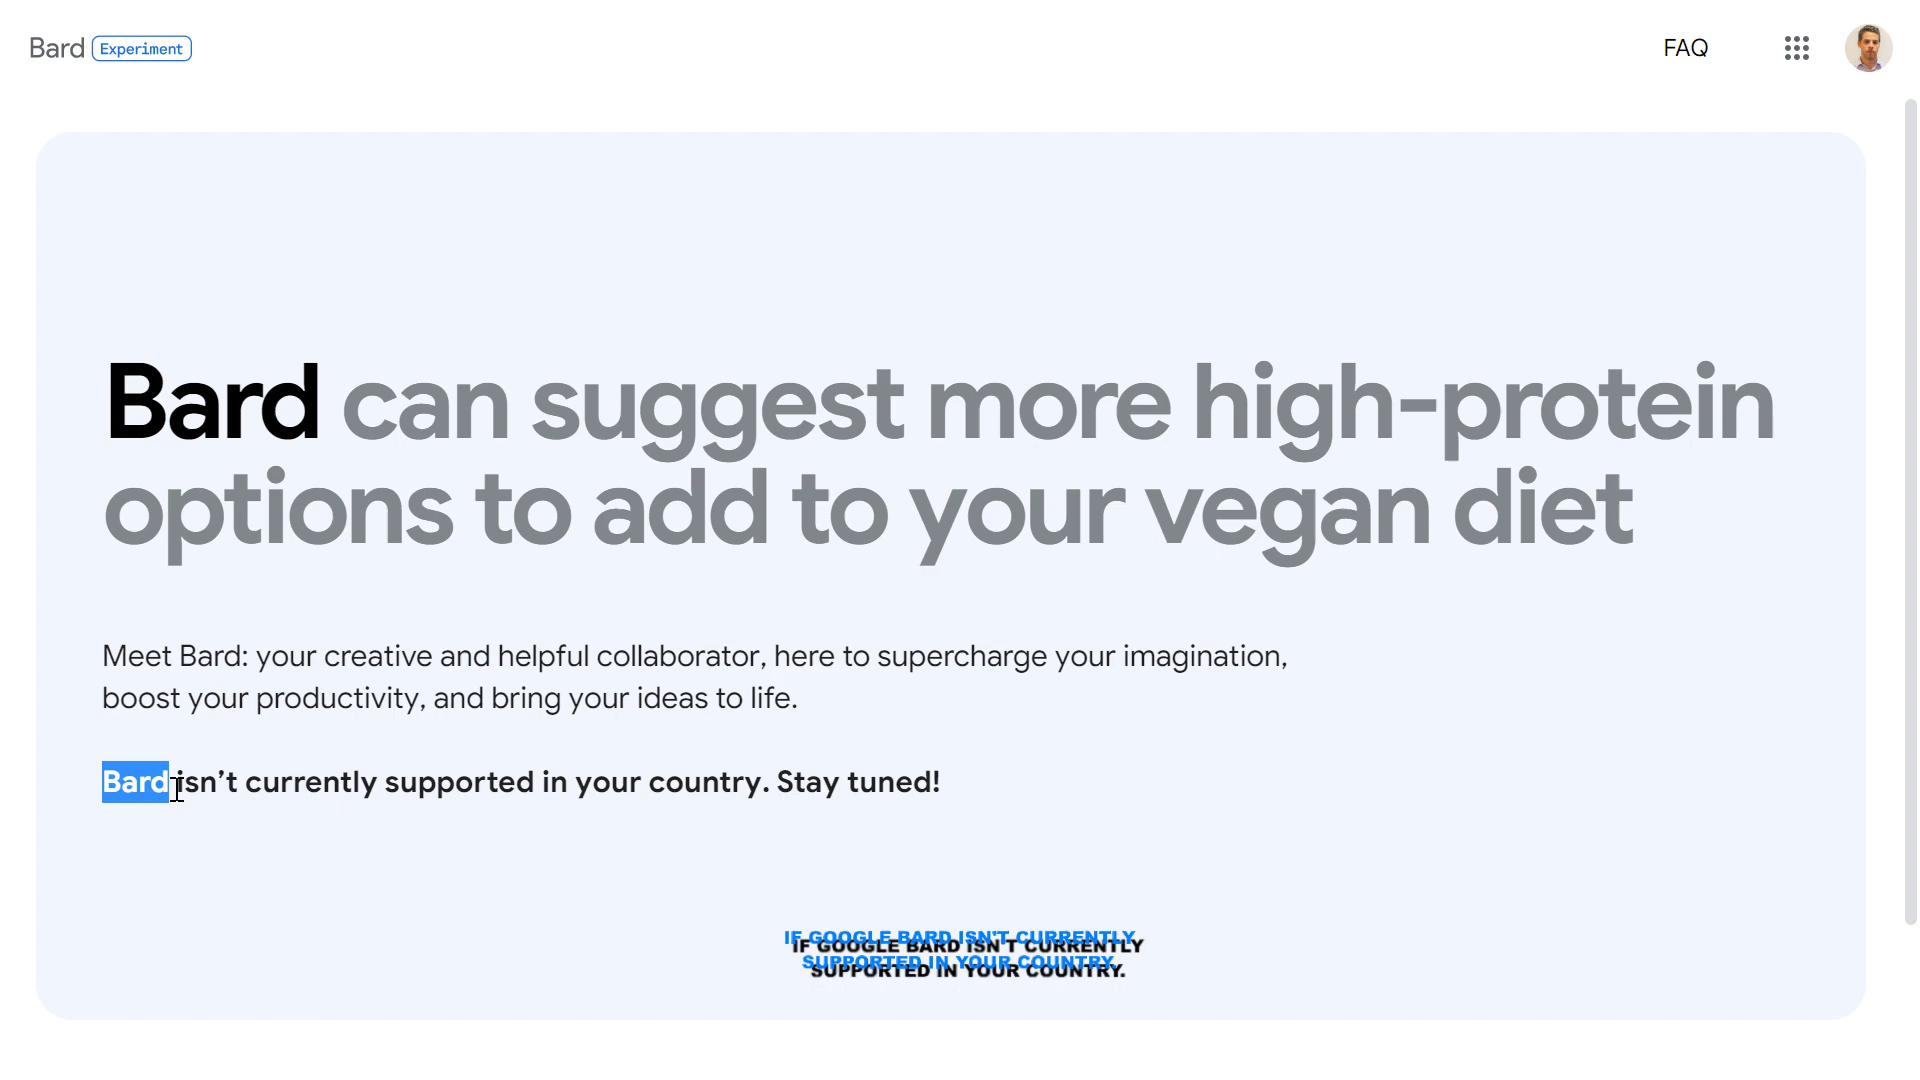 Bard Experiment FAQ
Bard can suggest more high-protein
options to add to your vegan diet
Meet Bard: your creative and helpful collaborator, here to supercharge your imagination,
boost your productivity, and bring your ideas to life.
Bard isn’t currently supported in your country. Stay tuned!
IF GOOGLE BARD ISN'T CURRENTLY
SUPPORTED IN YOUR COUNTRY.